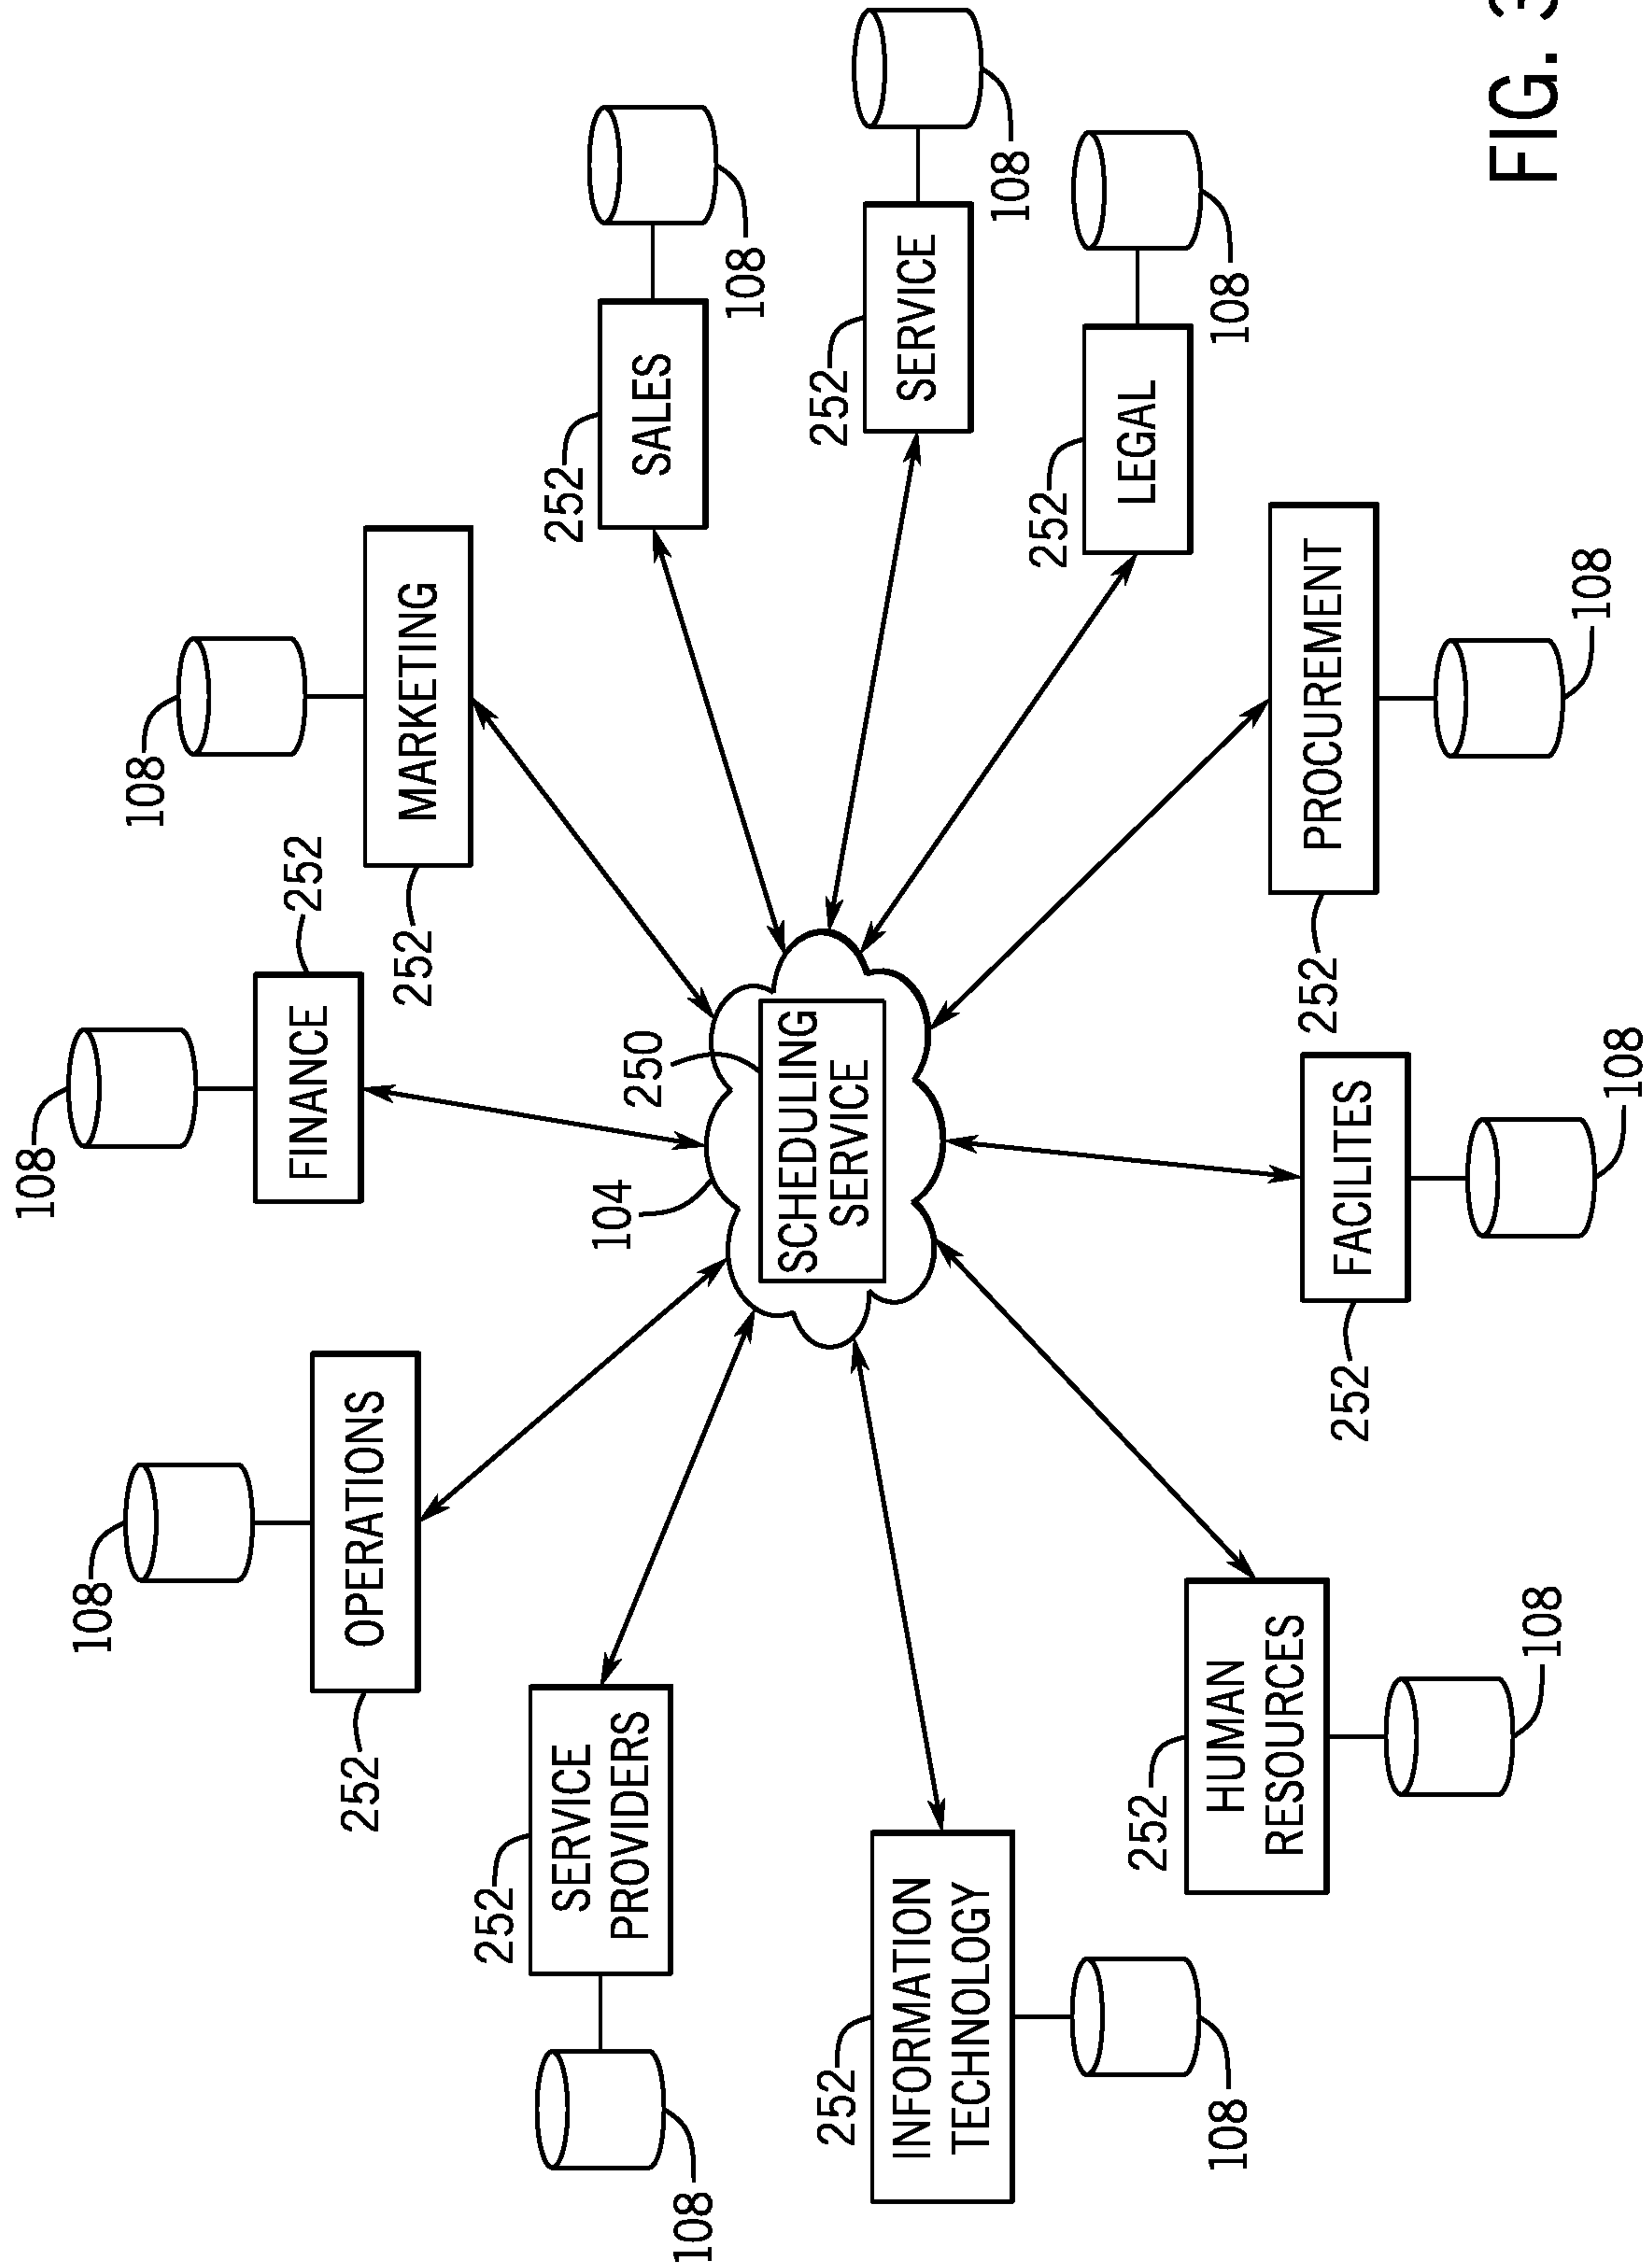 108
OPERATIONS
252
108
FINANCE
252
108
MARKETING
252
252
SERVICE
PROVIDERS
108
252
SALES
108
104
250
SCHEDULING
SERVICE
252
SERVICE
108
252
INFORMATION
TECHNOLOGY
108
252
LEGAL
108
252
HUMAN
RESOURCES
108
252
FACILITES
108
252
PROCUREMENT
108
FIG. 3